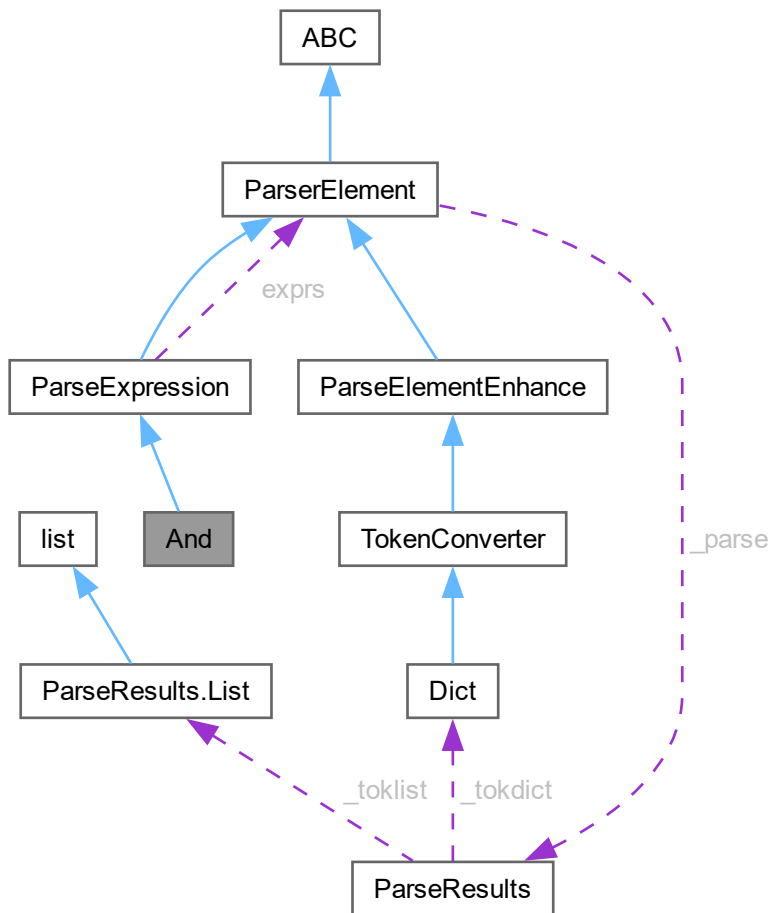 ABC
ParserElement
exprs
ParseExpression
ParseElementEnhance
list
And
TokenConverter
_parse
ParseResults.List
Dict
_toklist
_tokdict
ParseResults